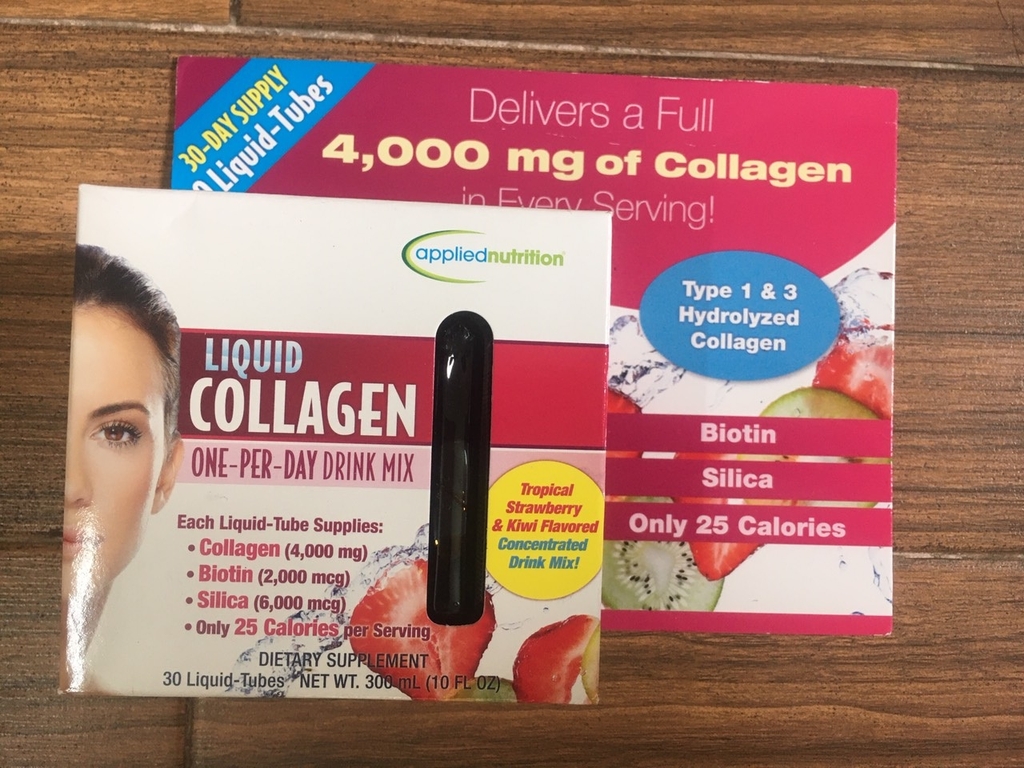 30-DAY SUPPLY
Liquid-Tubes
Delivers a Full
4,000 mg of Collagen
in Every Serving!
Type 1 & 3
Hydrolyzed
Collagen
Biotin
Silica
Only 25 Calories
appliednutrition
LIQUID
COLLAGEN
ONE-PER-DAY DRINK MIX
Tropical
Strawberry
& Kiwi Flavored
Concentrated
Drink Mix!
Each Liquid-Tube Supplies:
• Collagen (4,000 mg)
• Biotin (2,000 mcg)
• Silica (6,000 mcg)
• Only 25 Calories per Serving
DIETARY SUPPLEMENT
30 Liquid-Tubes NET WT. 300 mL (10 FL OZ)